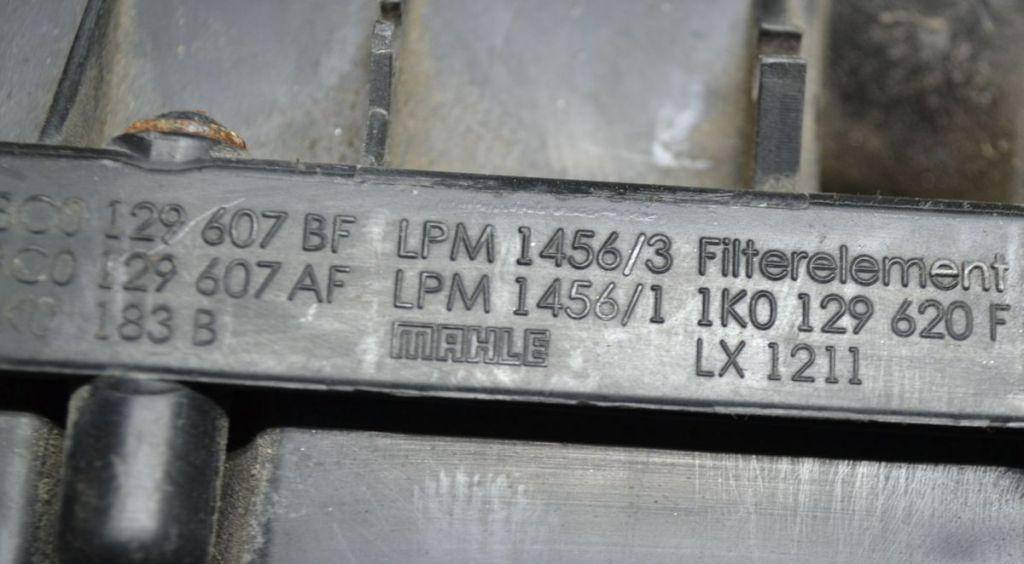 129 607 BF LPM 1456/3 Filterelement
129 607 AF LPM 1456/1 1K0 129 620 F
183 B MAHLE LX 1211